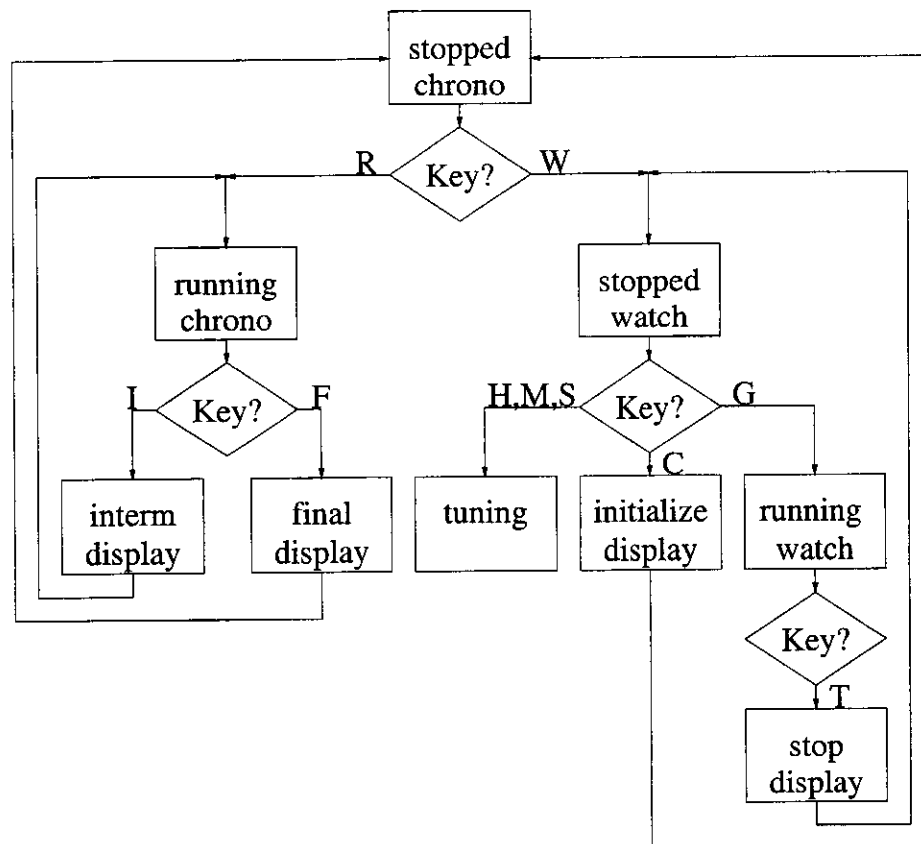 stopped
chrono
R
Key?
W
running
chrono
stopped
watch
I
Key?
F
H,M,S
Key?
G
C
interm
display
final
display
tuning
initialize
display
running
watch
Key?
T
stop
display